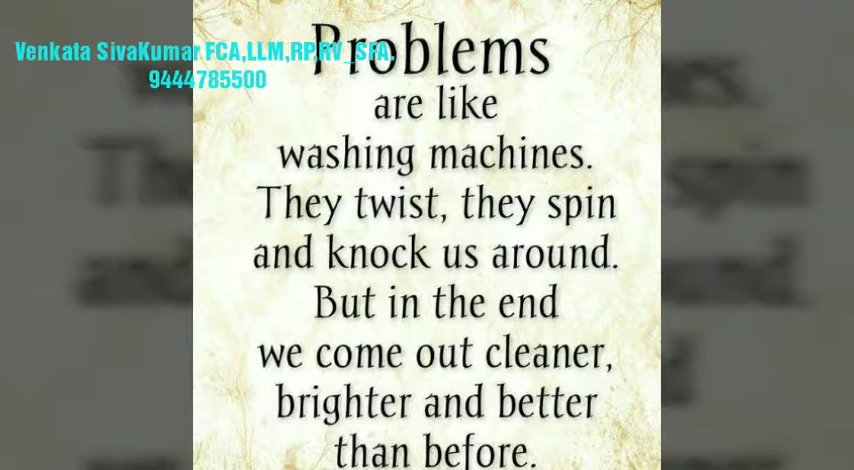 Venkata SivaKumar FCA,LLM,RP,RV_SFA.
9444785500
Problems
are like
washing machines.
They twist, they spin
and knock us around.
But in the end
we come out cleaner,
brighter and better
than before.